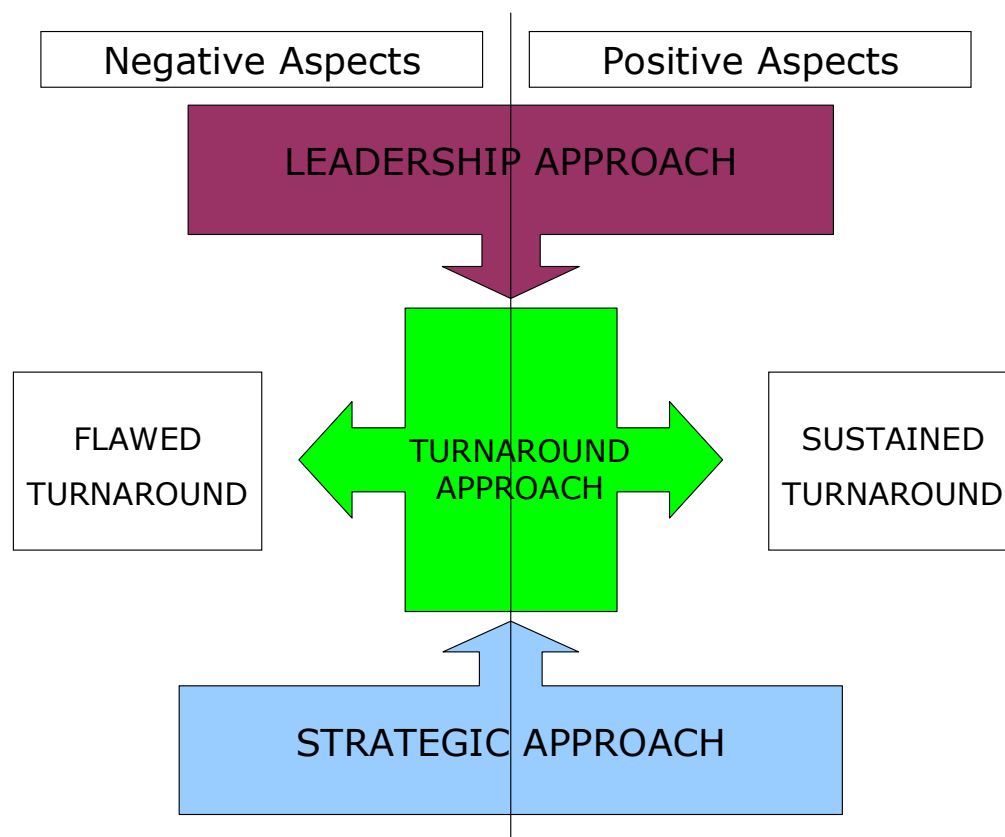 Negative Aspects
Positive Aspects
LEADERSHIP APPROACH
FLAWED
TURNAROUND
TURNAROUND
APPROACH
SUSTAINED
TURNAROUND
STRATEGIC APPROACH